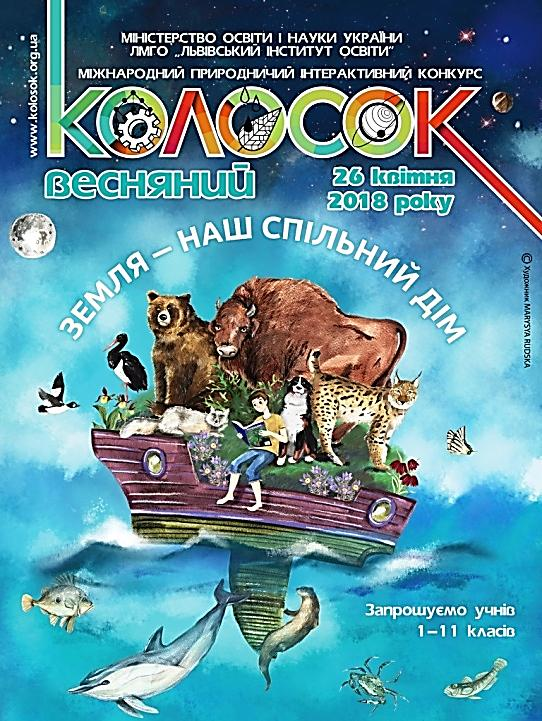 МІНІСТЕРСТВО ОСВІТИ І НАУКИ УКРАЇНИ
ЛМГО „ЛЬВІВСЬКИЙ ІНСТИТУТ ОСВІТИ“
МІЖНАРОДНИЙ ПРИРОДНИЧИЙ ІНТЕРАКТИВНИЙ КОНКУРС
www.kolosok.org.ua
КОЛОСОК
весняний
26 квітня
2018 року
ЗЕМЛЯ – НАШ СПІЛЬНИЙ ДІМ
© Художник MARYSYA RUDSKA
Запрошуємо учнів
1–11 класів